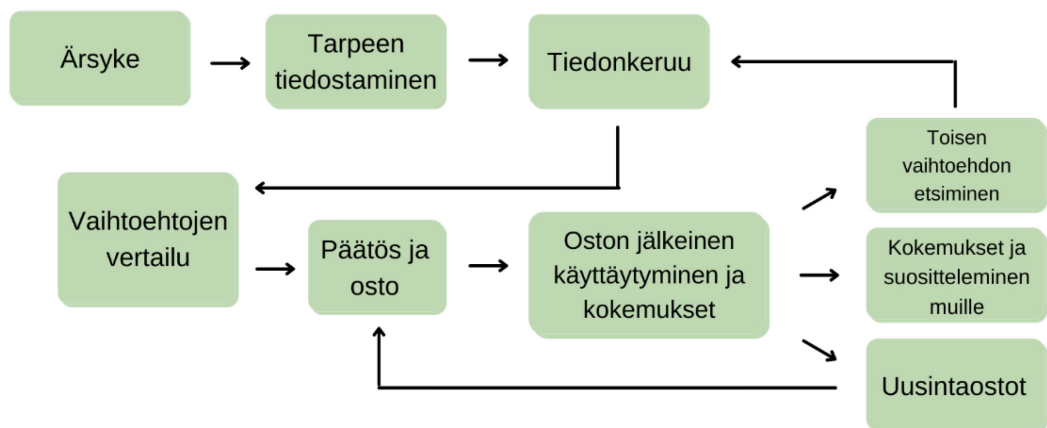 Ärsyke
Tarpeen
tiedostaminen
Tiedonkeruu
Vaihtoehtojen
vertailu
Päätös ja
osto
Oston jälkeinen
käyttäytyminen ja
kokemukset
Toisen
vaihtoehdon
etsiminen
Kokemukset ja
suositteleminen
muille
Uusintaostot